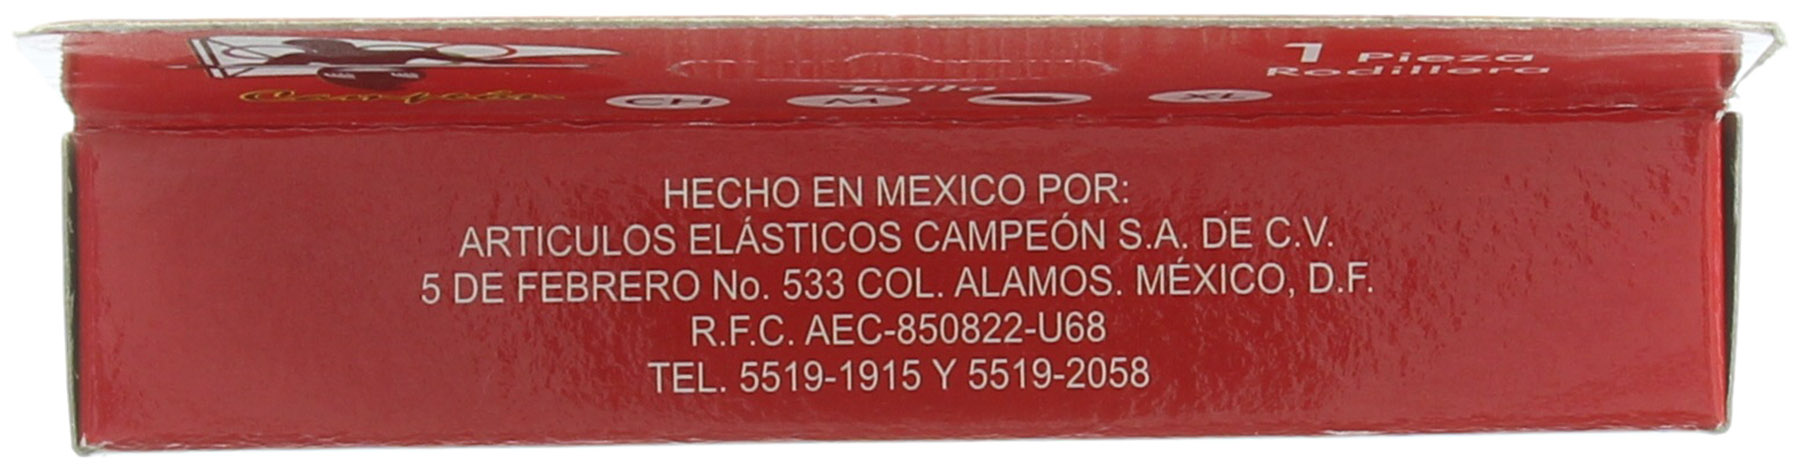 1 Pieza
Rodillera
Campeón
Talla
CH M XL
HECHO EN MEXICO POR:
ARTICULOS ELÁSTICOS CAMPEÓN S.A. DE C.V.
5 DE FEBRERO No. 533 COL. ALAMOS. MÉXICO, D.F.
R.F.C. AEC-850822-U68
TEL. 5519-1915 Y 5519-2058